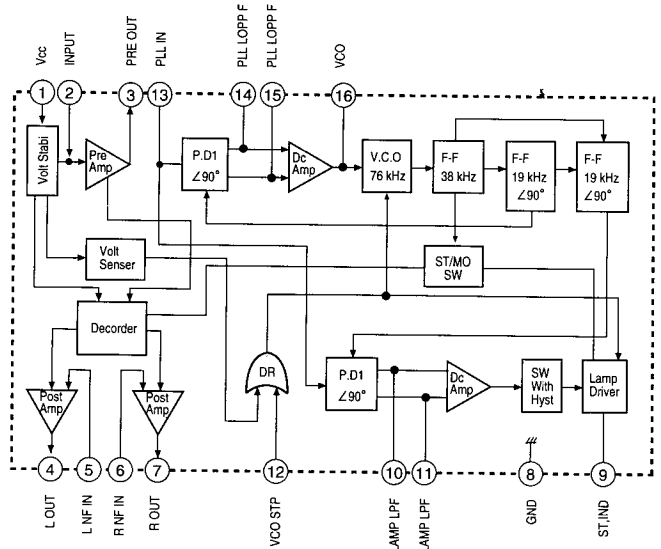 Vcc
INPUT
PRE OUT
PLL IN
PLL LOPP F
PLL LOPP F
VCO
1
2
3
13
14
15
16
Volt Stabi
Pre
Amp
P.D1
∠90°
Dc
Amp
V.C.O
76 kHz
F-F
38 kHz
F-F
19 kHz
∠90°
F-F
19 kHz
∠90°
Volt
Senser
ST/MO
SW
Decorder
DR
P.D1
∠90°
Dc
Amp
SW
With
Hyst
Lamp
Driver
Post
Amp
Post
Amp
4
5
6
7
12
10
11
8
9
L OUT
L NF IN
R NF IN
R OUT
VCO STP
LAMP LPF
LAMP LPF
GND
ST,IND